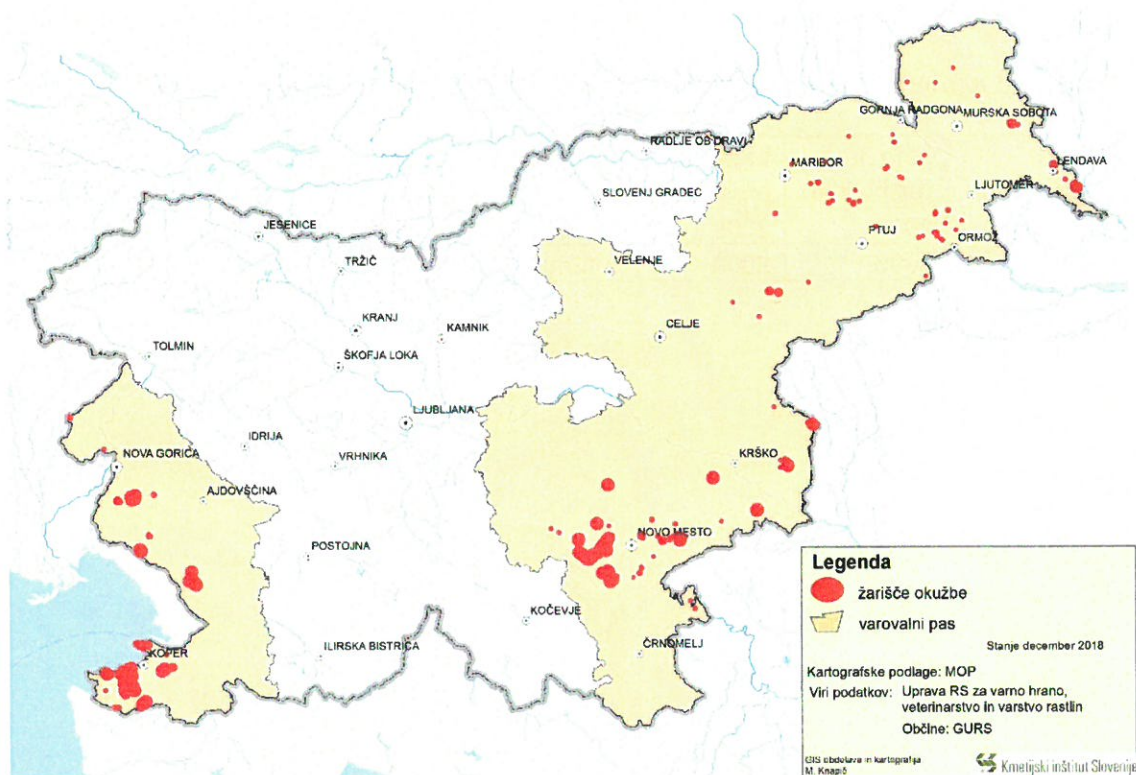 GORNJA RADGONA
MURSKA SOBOTA
RADLJE OB DRAVI
MARIBOR
LENDAVA
SLOVENJ GRADEC
LJUTOMER
JESENICE
PTUJ
ORMOŽ
TRŽIČ
VELENJE
KRANJ
KAMNIK
CELJE
TOLMIN
ŠKOFJA LOKA
LJUBLJANA
IDRIJA
NOVA GORICA
VRHNIKA
KRŠKO
AJDOVŠČINA
NOVO MESTO
POSTOJNA
KOČEVJE
KOPER
ILIRSKA BISTRICA
ČRNOMELJ
Legenda
žarišče okužbe
varovalni pas
Stanje december 2018
Kartografske podlage: MOP
Viri podatkov: Uprava RS za varno hrano,
veterinarstvo in varstvo rastlin
Občine: GURS
GIS obdelava in kartografija
M. Knapič
Kmetijski inštitut Slovenije